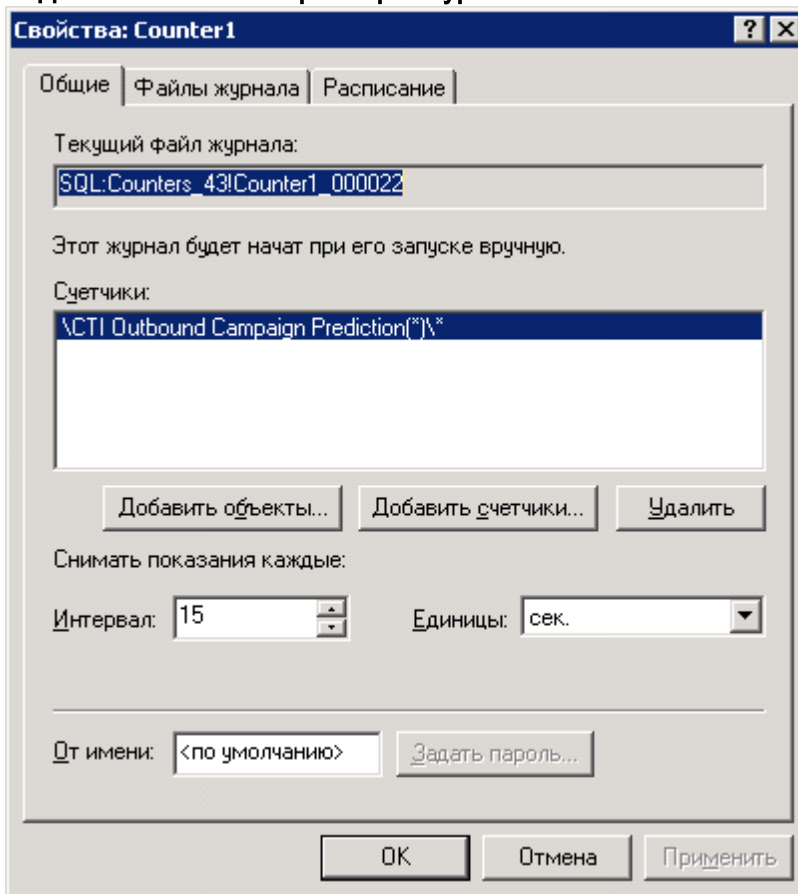 Свойства: Counter1
Общие Файлы журнала Расписание
Текущий файл журнала:
SQL:Counters_43!Counter1_000022
Этот журнал будет начат при его запуске вручную.
Счетчики:
\CTI Outbound Campaign Prediction(*)\*
Добавить объекты... Добавить счетчики... Удалить
Снимать показания каждые:
Интервал: 15 Единицы: сек.
От имени: <по умолчанию> Задать пароль...
OK Отмена Применить